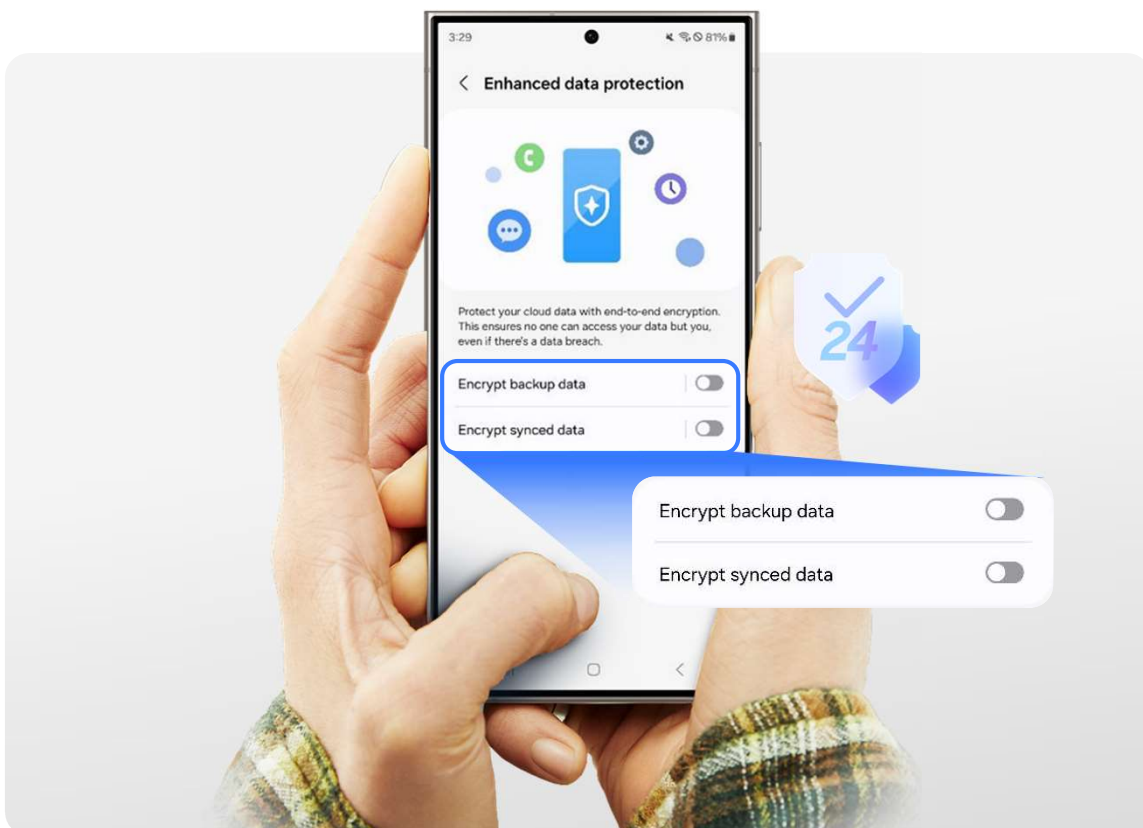 3:29
81%
Enhanced data protection
Protect your cloud data with end-to-end encryption.
This ensures no one can access your data but you,
even if there's a data breach.
Encrypt backup data
Encrypt synced data
24
Encrypt backup data
Encrypt synced data